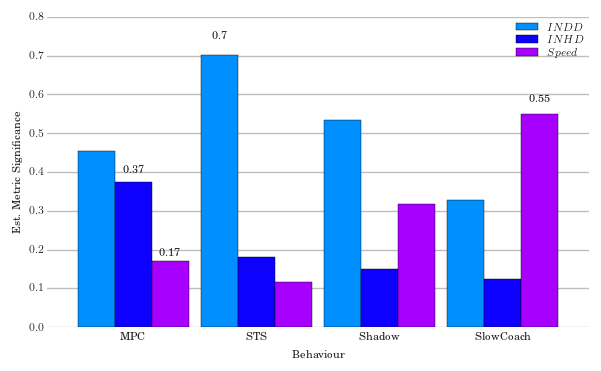 0.8
0.7
0.6
0.5
0.4
0.3
0.2
0.1
0.0
Est. Metric Significance
0.7
0.37
0.17
0.55
INDD
INHD
Speed
MPC
STS
Shadow
SlowCoach
Behaviour